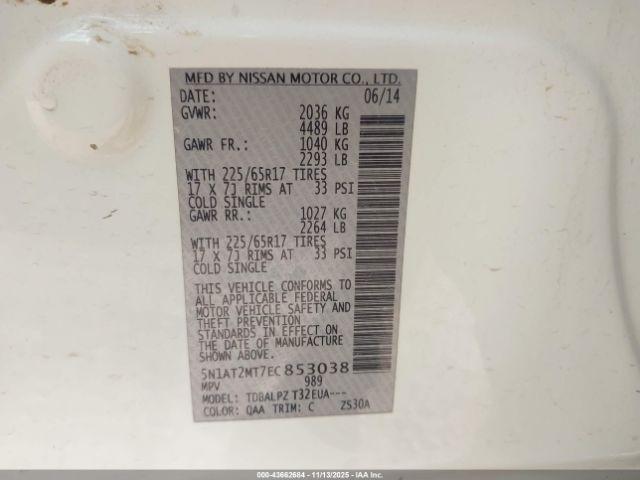 MFD BY NISSAN MOTOR CO., LTD.
DATE: 06/14
GVWR: 2036 KG
4489 LB
GAWR FR.: 1040 KG
2293 LB
WITH 225/65R17 TIRES
17 X 7J RIMS AT 33 PSI
COLD SINGLE
GAWR RR.: 1027 KG
2264 LB
WITH 225/65R17 TIRES
17 X 7J RIMS AT 33 PSI
COLD SINGLE
THIS VEHICLE CONFORMS TO
ALL APPLICABLE FEDERAL
MOTOR VEHICLE SAFETY AND
THEFT PREVENTION
STANDARDS IN EFFECT ON
THE DATE OF MANUFACTURE
SHOWN ABOVE.
5N1AT2MT7EC853038
MPV 989
MODEL: TDBALPZ T32EUA---
COLOR: QAA TRIM: C ZS30A
000-43662684 - 11/13/2025 - IAA Inc.